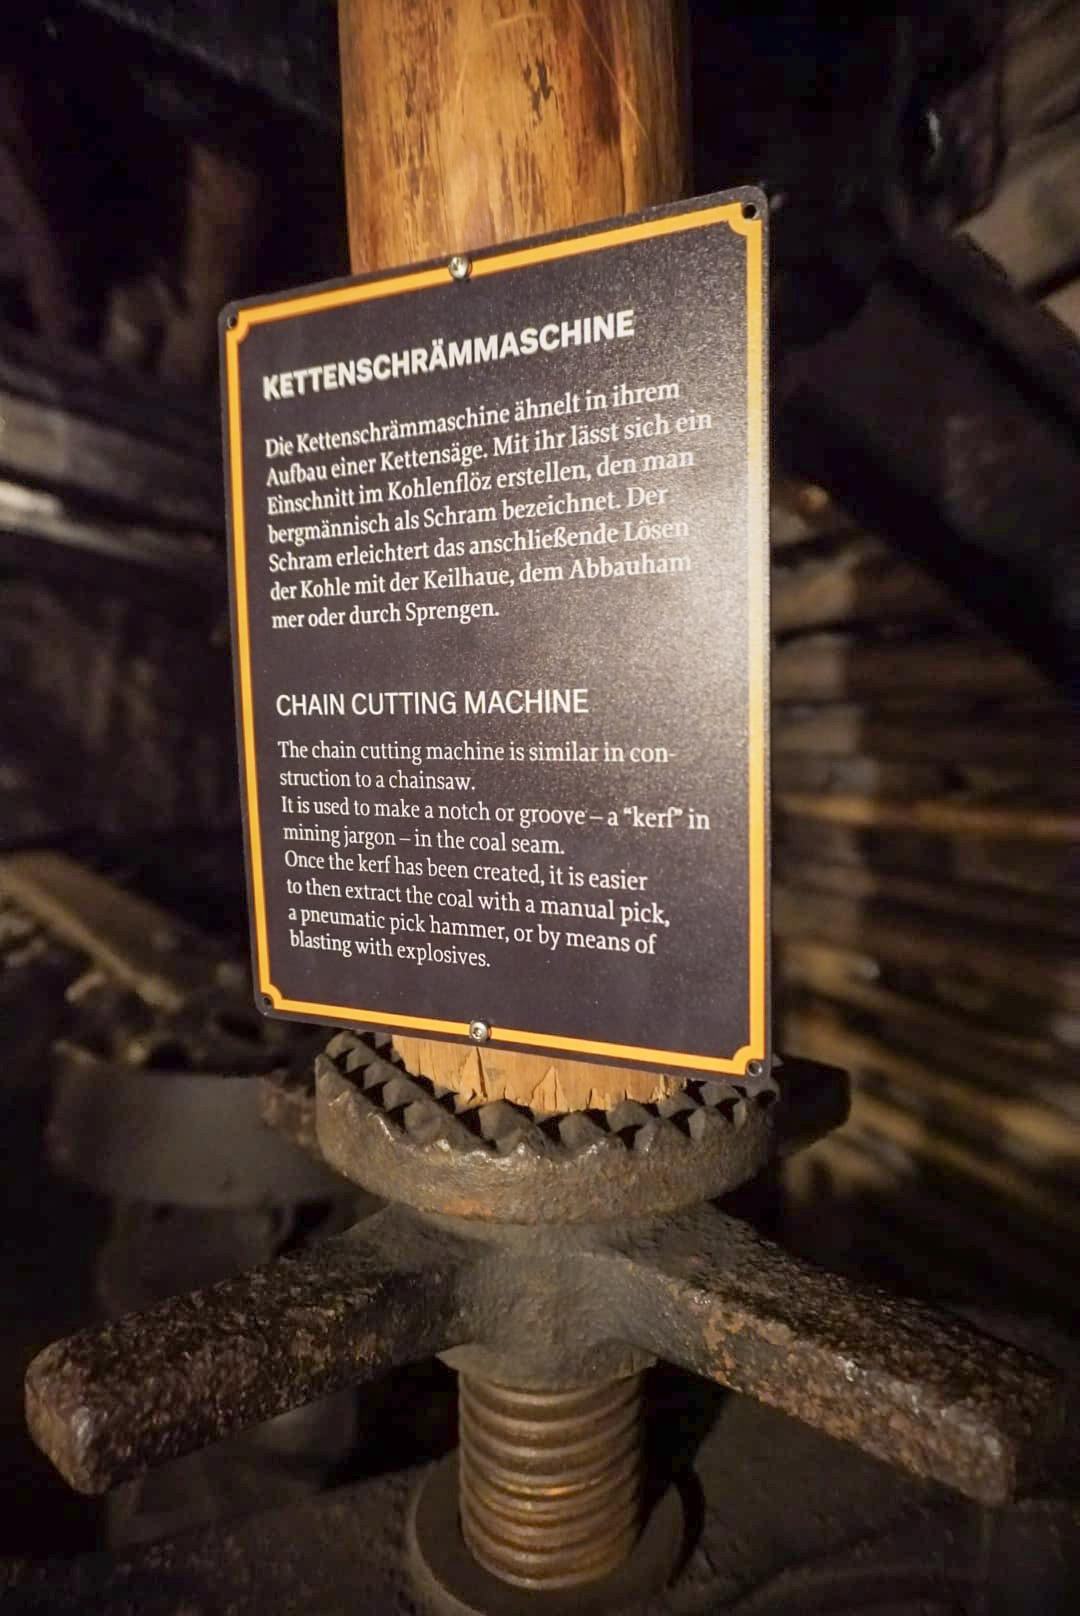 KETTENSCHRÄMMASCHINE
Die Kettenschrämmaschine ähnelt in ihrem
Aufbau einer Kettensäge. Mit ihr lässt sich ein
Einschnitt im Kohlenflöz erstellen, den man
bergmännisch als Schram bezeichnet. Der
Schram erleichtert das anschließende Lösen
der Kohle mit der Keilhaue, dem Abbauham
mer oder durch Sprengen.
CHAIN CUTTING MACHINE
The chain cutting machine is similar in con-
struction to a chainsaw.
It is used to make a notch or groove – a “kerf” in
mining jargon – in the coal seam.
Once the kerf has been created, it is easier
to then extract the coal with a manual pick,
a pneumatic pick hammer, or by means of
blasting with explosives.